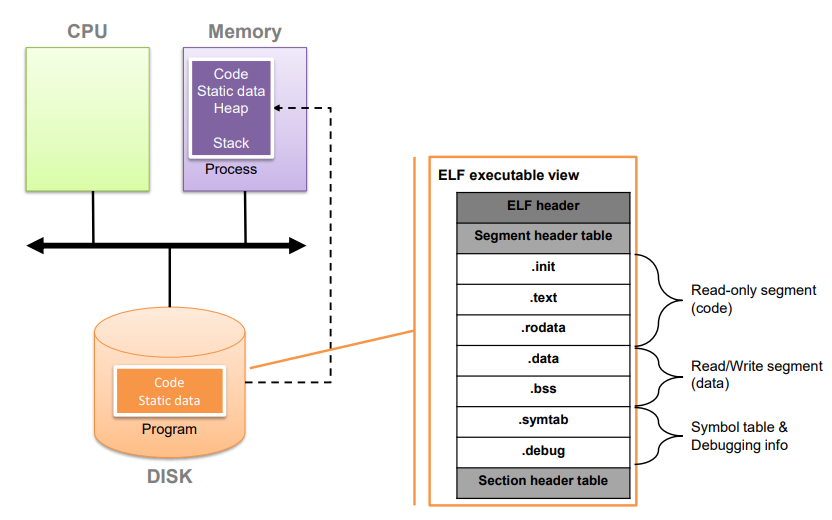 CPU
Memory
Code
Static data
Heap
Stack
Process
Code
Static data
Program
DISK
ELF executable view
ELF header
Segment header table
.init
.text
.rodata
.data
.bss
.symtab
.debug
Section header table
Read-only segment
(code)
Read/Write segment
(data)
Symbol table &
Debugging info